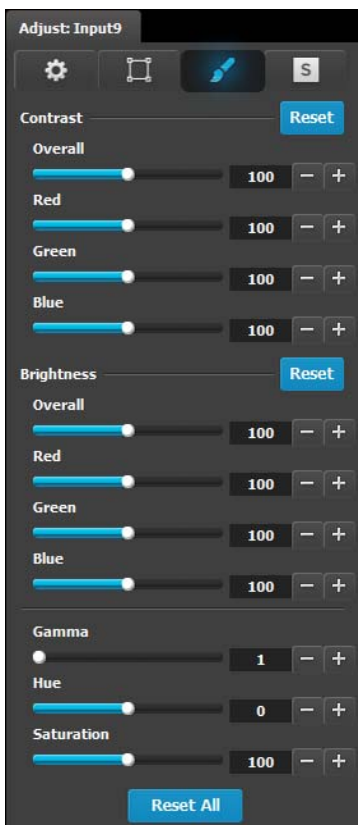 Adjust: Input9
S
Contrast Reset
Overall
100 − +
Red
100 − +
Green
100 − +
Blue
100 − +
Brightness Reset
Overall
100 − +
Red
100 − +
Green
100 − +
Blue
100 − +
Gamma
1 − +
Hue
0 − +
Saturation
100 − +
Reset All